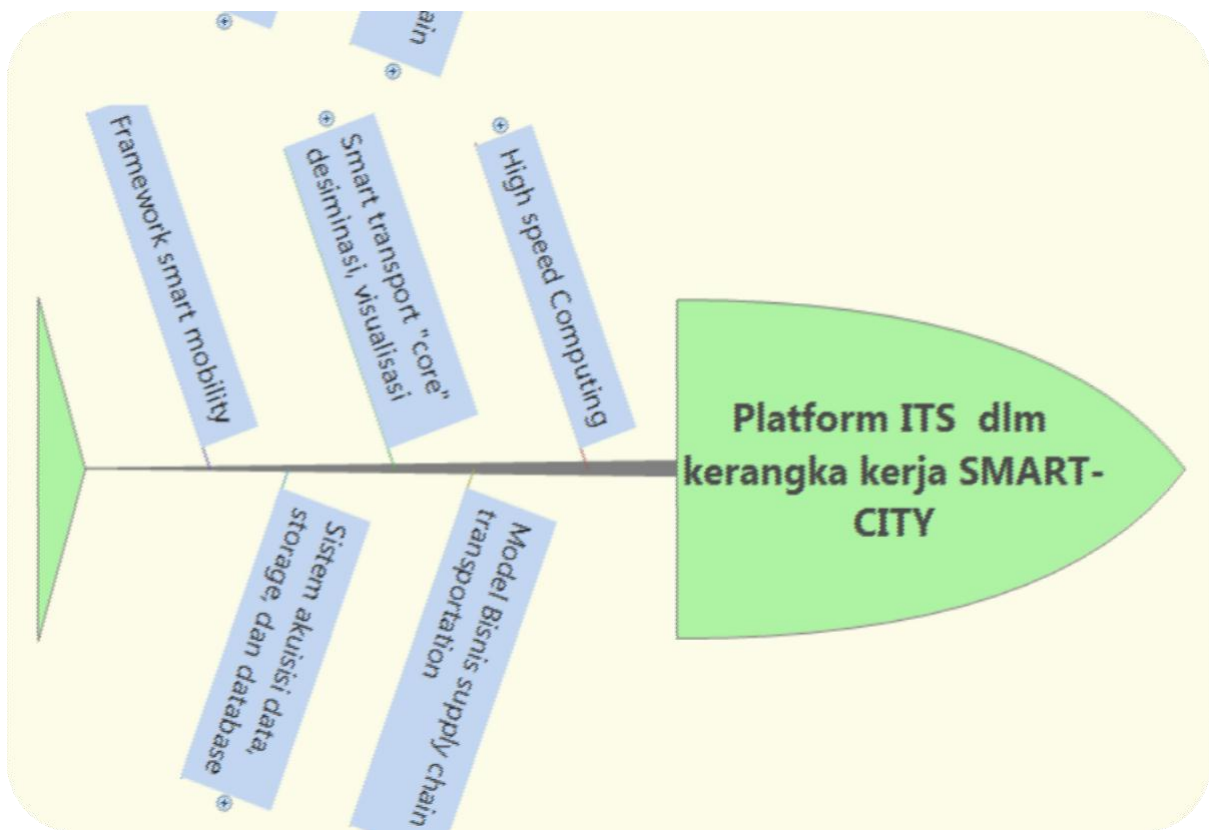 ain
Framework smart mobility
Smart transport "core"
desiminasi, visualisasi
High speed Computing
Platform ITS dlm
kerangka kerja SMART-
CITY
Sistem akuisisi data,
storage, dan database
Model Bisnis supply chain
transportation